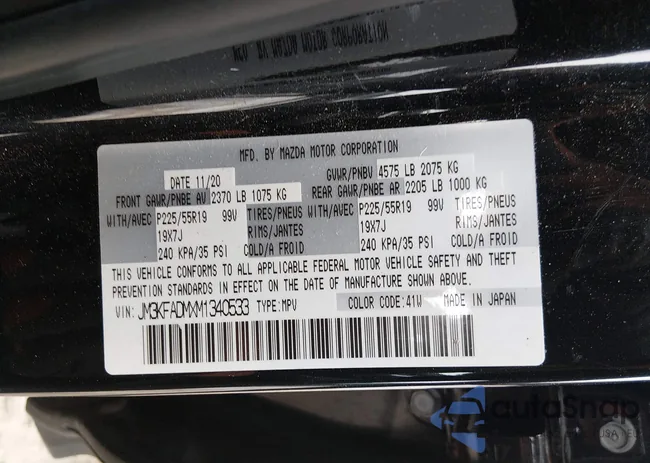 MFD. BY MAZDA MOTOR CORPORATION
DATE 11/20 GVWR/PNBV 4575 LB 2075 KG
FRONT GAWR/PNBE AV 2370 LB 1075 KG REAR GAWR/PNBE AR 2205 LB 1000 KG
WITH/AVEC P225/55R19 99V TIRES/PNEUS WITH/AVEC P225/55R19 99V TIRES/PNEUS
19X7J RIMS/JANTES 19X7J RIMS/JANTES
240 KPA/35 PSI COLD/A FROID 240 KPA/35 PSI COLD/A FROID
THIS VEHICLE CONFORMS TO ALL APPLICABLE FEDERAL MOTOR VEHICLE SAFETY AND THEFT
PREVENTION STANDARDS IN EFFECT ON THE DATE OF MANUFACTURE SHOWN ABOVE.
VIN: JM3KFADMXM1340533 TYPE:MPV COLOR CODE:41W MADE IN JAPAN
autoSnap